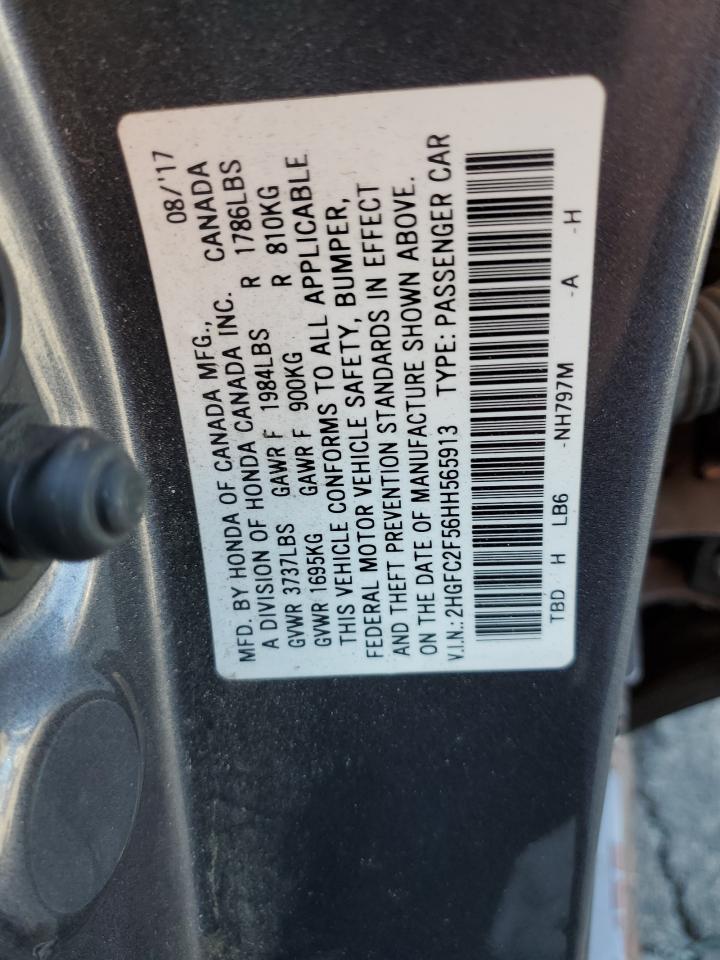 MFD. BY HONDA OF CANADA MFG., 08/'17
A DIVISION OF HONDA CANADA INC. CANADA
GVWR 3737LBS GAWR F 1984LBS R 1786LBS
GVWR 1695KG GAWR F 900KG R 810KG
THIS VEHICLE CONFORMS TO ALL APPLICABLE
FEDERAL MOTOR VEHICLE SAFETY, BUMPER,
AND THEFT PREVENTION STANDARDS IN EFFECT
ON THE DATE OF MANUFACTURE SHOWN ABOVE.
V.I.N.: 2HGFC2F56HH565913 TYPE: PASSENGER CAR
TBD H LB6 -NH797M -A -H